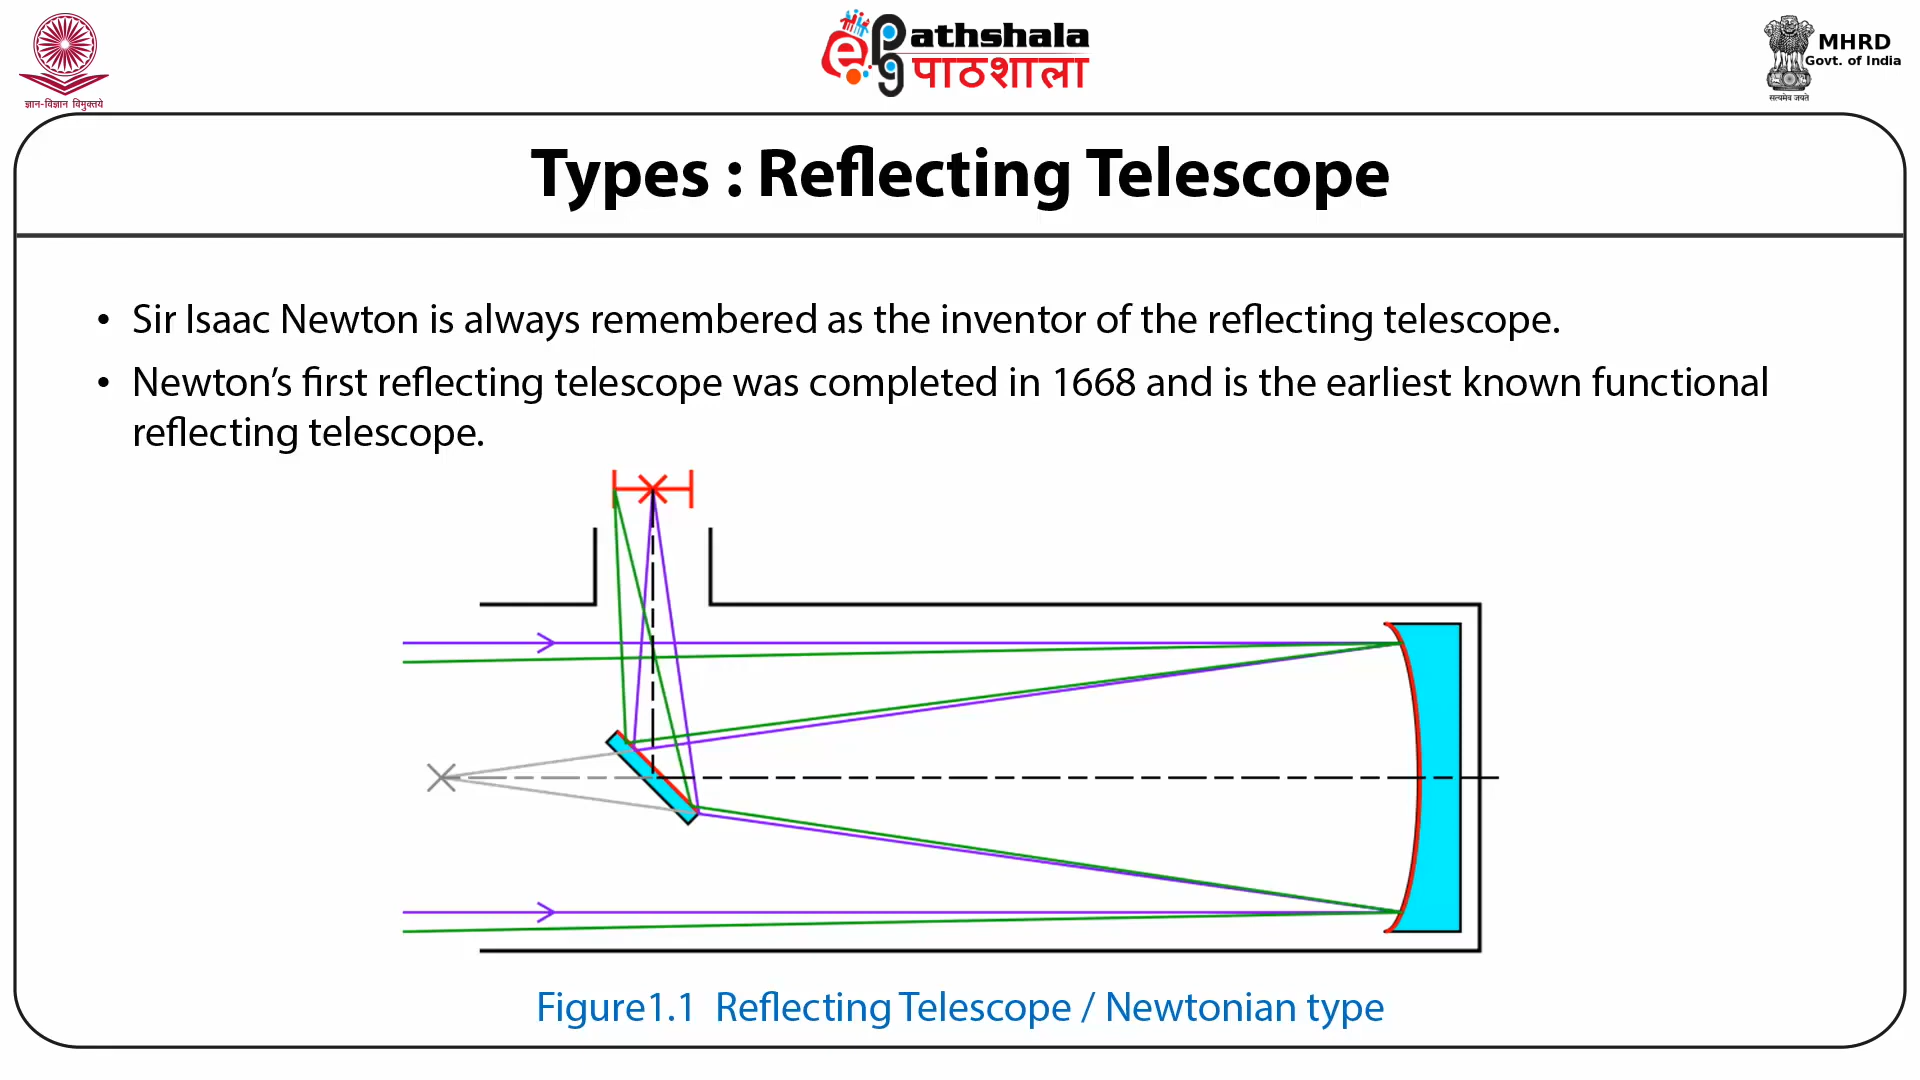 ज्ञान-विज्ञान विमुक्तये
ePathshala
पाठशाला
MHRD
Govt. of India
सत्यमेव जयते
Types : Reflecting Telescope
• Sir Isaac Newton is always remembered as the inventor of the reflecting telescope.
• Newton’s first reflecting telescope was completed in 1668 and is the earliest known functional
reflecting telescope.
Figure1.1 Reflecting Telescope / Newtonian type